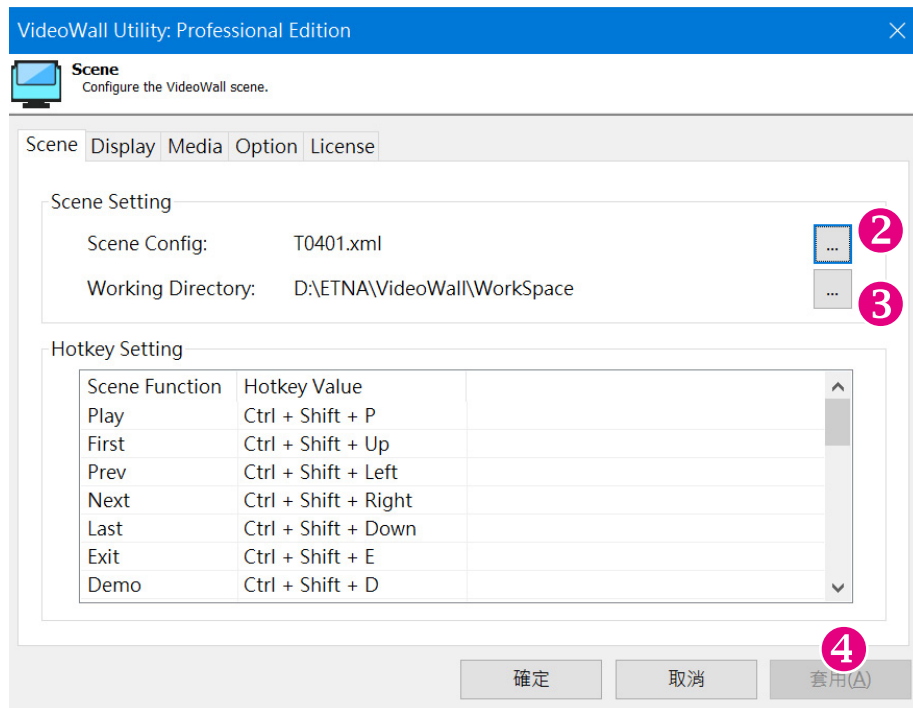 VideoWall Utility: Professional Edition
Scene
Configure the VideoWall scene.
Scene Display Media Option License
Scene Setting
Scene Config: T0401.xml ... 2
Working Directory: D:\ETNA\VideoWall\WorkSpace ... 3
Hotkey Setting
Scene Function Hotkey Value
Play Ctrl + Shift + P
First Ctrl + Shift + Up
Prev Ctrl + Shift + Left
Next Ctrl + Shift + Right
Last Ctrl + Shift + Down
Exit Ctrl + Shift + E
Demo Ctrl + Shift + D
4
確定 取消 套用(A)